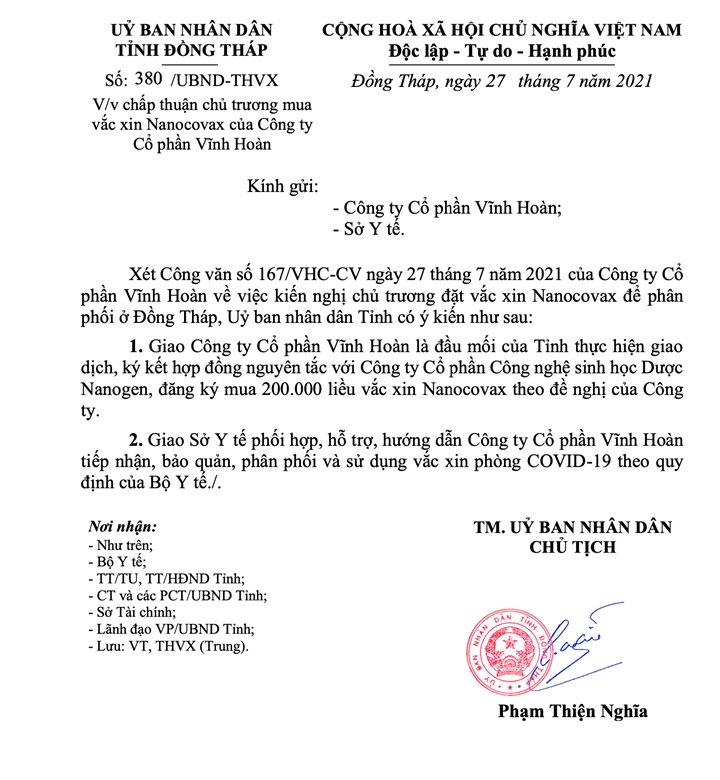 UỶ BAN NHÂN DÂN
TỈNH ĐỒNG THÁP
CỘNG HOÀ XÃ HỘI CHỦ NGHĨA VIỆT NAM
Độc lập - Tự do - Hạnh phúc
Số: 380 /UBND-THVX
Đồng Tháp, ngày 27 tháng 7 năm 2021
V/v chấp thuận chủ trương mua
vắc xin Nanocovax của Công ty
Cổ phần Vĩnh Hoàn
Kính gửi:
- Công ty Cổ phần Vĩnh Hoàn;
- Sở Y tế.
Xét Công văn số 167/VHC-CV ngày 27 tháng 7 năm 2021 của Công ty Cổ
phần Vĩnh Hoàn về việc kiến nghị chủ trương đặt vắc xin Nanocovax để phân
phối ở Đồng Tháp, Uỷ ban nhân dân Tỉnh có ý kiến như sau:
1. Giao Công ty Cổ phần Vĩnh Hoàn là đầu mối của Tỉnh thực hiện giao
dịch, ký kết hợp đồng nguyên tắc với Công ty Cổ phần Công nghệ sinh học Dược
Nanogen, đăng ký mua 200.000 liều vắc xin Nanocovax theo đề nghị của Công
ty.
2. Giao Sở Y tế phối hợp, hỗ trợ, hướng dẫn Công ty Cổ phần Vĩnh Hoàn
tiếp nhận, bảo quản, phân phối và sử dụng vắc xin phòng COVID-19 theo quy
định của Bộ Y tế./.
Nơi nhận:
- Như trên;
- Bộ Y tế;
- TT/TU, TT/HĐND Tỉnh;
- CT và các PCT/UBND Tỉnh;
- Sở Tài chính;
- Lãnh đạo VP/UBND Tỉnh;
- Lưu: VT, THVX (Trung).
TM. UỶ BAN NHÂN DÂN
CHỦ TỊCH
UỶ BAN NHÂN DÂN TỈNH ĐỒNG THÁP
Phạm Thiện Nghĩa